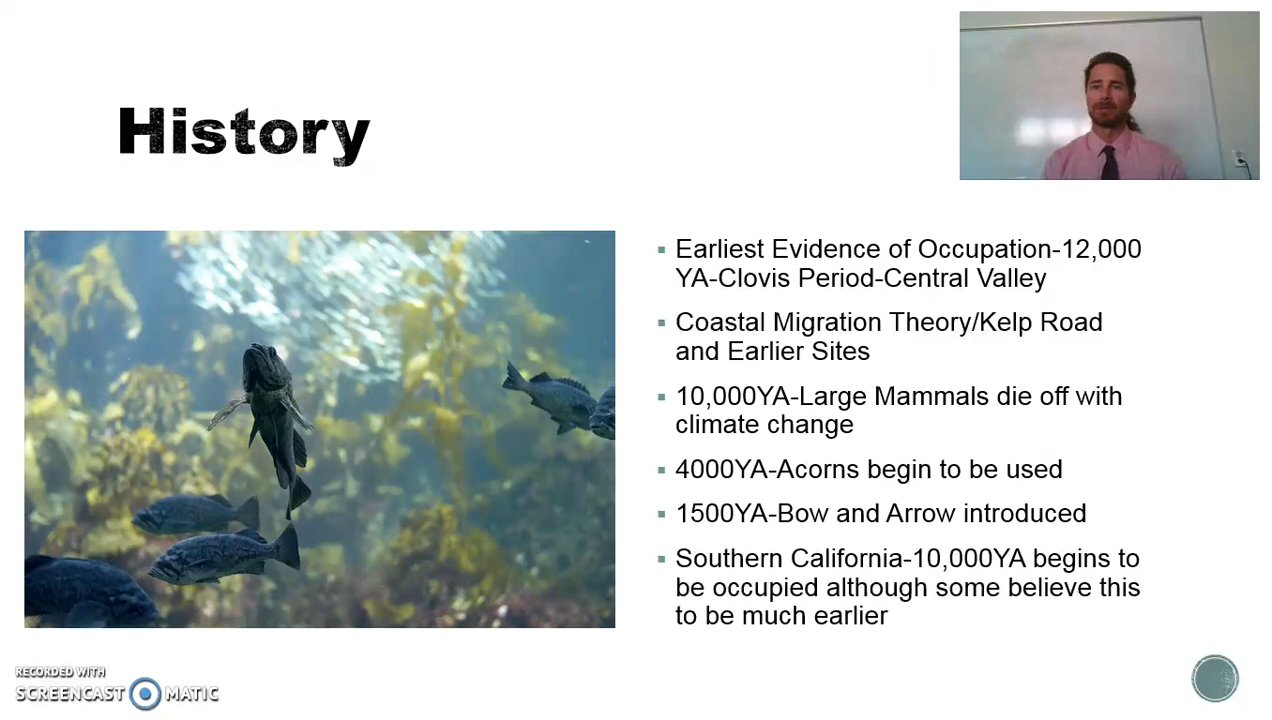 History
Earliest Evidence of Occupation-12,000
YA-Clovis Period-Central Valley
Coastal Migration Theory/Kelp Road
and Earlier Sites
10,000YA-Large Mammals die off with
climate change
4000YA-Acorns begin to be used
1500YA-Bow and Arrow introduced
Southern California-10,000YA begins to
be occupied although some believe this
to be much earlier
RECORDED WITH
SCREENCAST MATIC